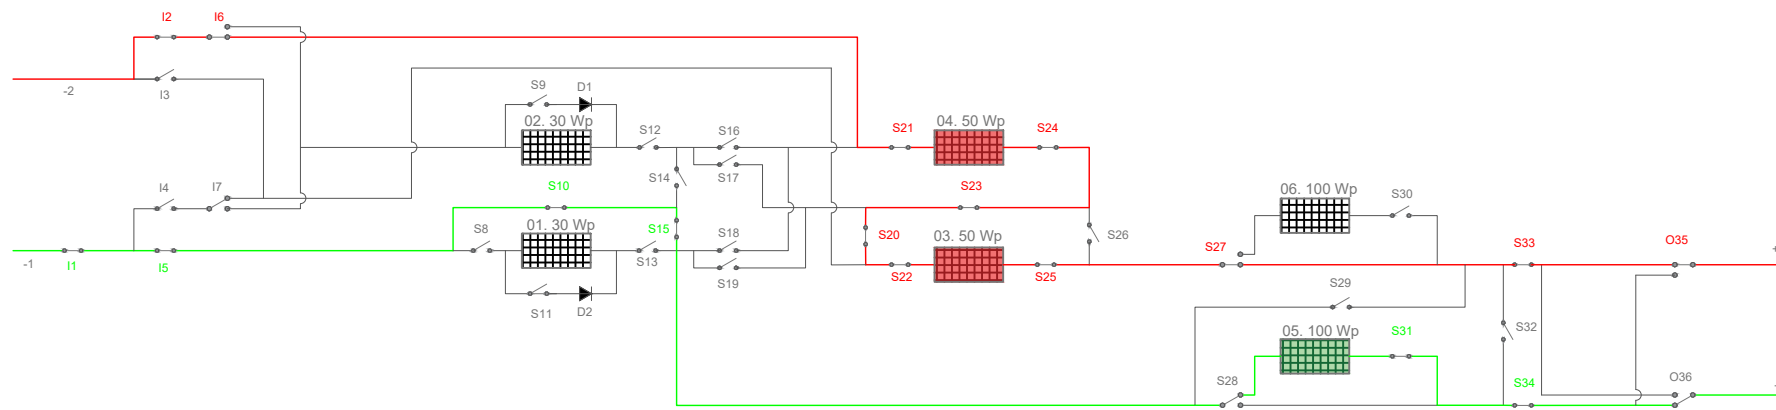 I2
I6
-2
I3
S9
D1
02. 30 Wp
S12
S16
S17
S14
S21
04. 50 Wp
S24
I4
I7
S10
S23
06. 100 Wp
S30
-1
I1
I5
S8
01. 30 Wp
S15
S13
S18
S19
S20
03. 50 Wp
S22
S25
S26
S27
S33
O35
+
S11
D2
S29
S32
05. 100 Wp
S31
S28
S34
O36
-